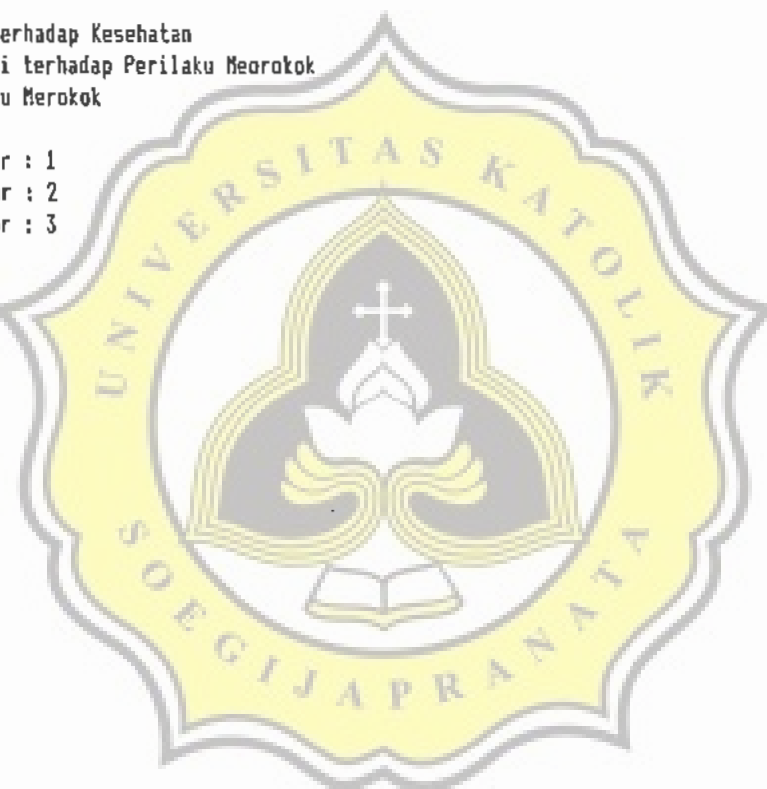 erhadap Kesehatan
i terhadap Perilaku Meorokok
u Merokok
r : 1
r : 2
r : 3
UNIVERSITAS KATOLIK
SOEGIJAPRANATA